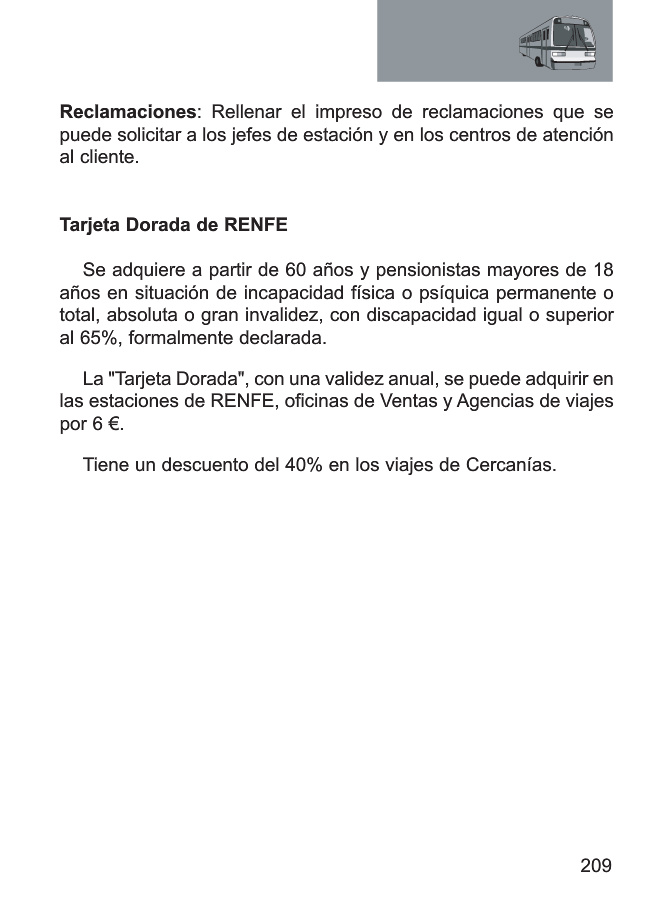 Reclamaciones: Rellenar el impreso de reclamaciones que se
puede solicitar a los jefes de estación y en los centros de atención
al cliente.
Tarjeta Dorada de RENFE
Se adquiere a partir de 60 años y pensionistas mayores de 18
años en situación de incapacidad física o psíquica permanente o
total, absoluta o gran invalidez, con discapacidad igual o superior
al 65%, formalmente declarada.
La "Tarjeta Dorada", con una validez anual, se puede adquirir en
las estaciones de RENFE, oficinas de Ventas y Agencias de viajes
por 6 €.
Tiene un descuento del 40% en los viajes de Cercanías.
209